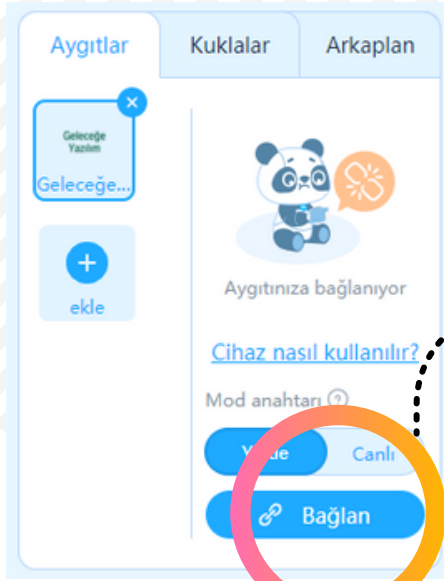 Aygıtlar
Kuklalar
Arkaplan
Geleceğe
Yazılım
Geleceğe...
ekle
Aygıtınıza bağlanıyor
Cihaz nasıl kullanılır?
Mod anahtarı
Canlı
Bağlan